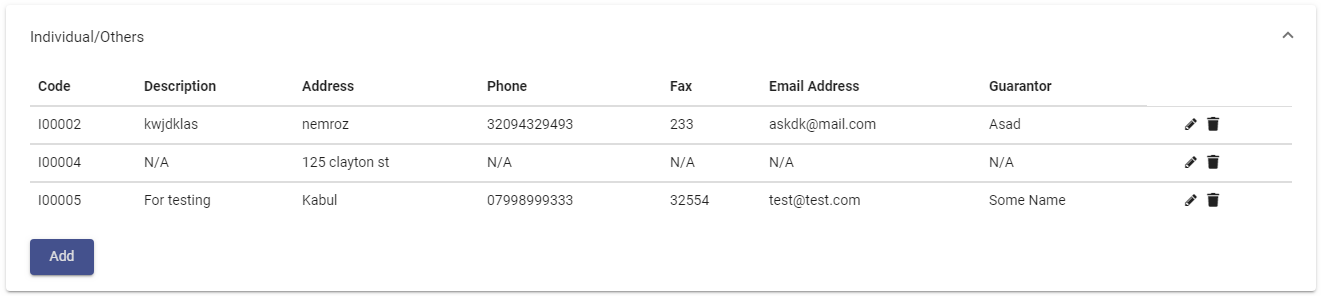 Individual/Others
Code Description Address Phone Fax Email Address Guarantor
I00002 kwjdklas nemroz 32094329493 233 askdk@mail.com Asad
I00004 N/A 125 clayton st N/A N/A N/A N/A
I00005 For testing Kabul 07998999333 32554 test@test.com Some Name
Add